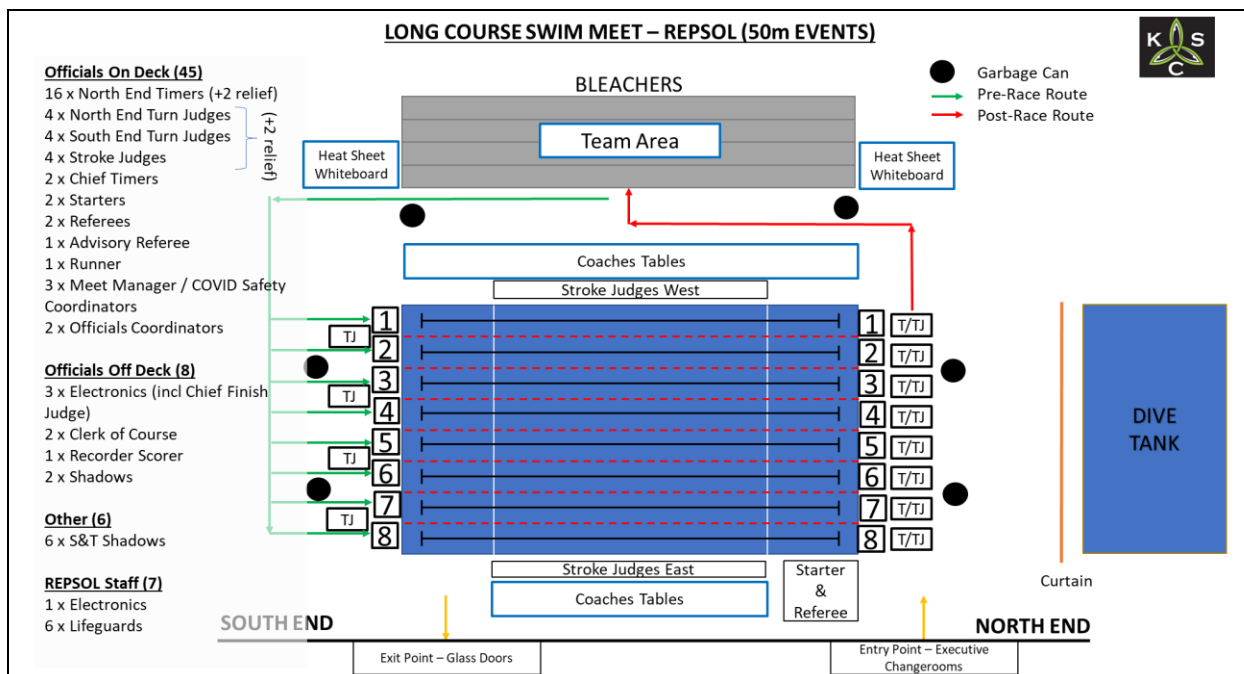 LONG COURSE SWIM MEET – REPSOL (50m EVENTS)
K S
C
Officials On Deck (45)
16 x North End Timers (+2 relief)
4 x North End Turn Judges
4 x South End Turn Judges
4 x Stroke Judges
(+2 relief)
2 x Chief Timers
2 x Starters
2 x Referees
1 x Advisory Referee
1 x Runner
3 x Meet Manager / COVID Safety
Coordinators
2 x Officials Coordinators
Officials Off Deck (8)
3 x Electronics (incl Chief Finish
Judge)
2 x Clerk of Course
1 x Recorder Scorer
2 x Shadows
Other (6)
6 x S&T Shadows
REPSOL Staff (7)
1 x Electronics
6 x Lifeguards
Garbage Can
Pre-Race Route
Post-Race Route
BLEACHERS
Team Area
Heat Sheet
Whiteboard
Heat Sheet
Whiteboard
Coaches Tables
Stroke Judges West
1 1 T/TJ
TJ
2 2 T/TJ
3 3 T/TJ
TJ
4 4 T/TJ
5 5 T/TJ
TJ
6 6 T/TJ
7 7 T/TJ
TJ
8 8 T/TJ
DIVE
TANK
Curtain
Stroke Judges East
Coaches Tables
Starter
&
Referee
SOUTH END
NORTH END
Exit Point – Glass Doors
Entry Point – Executive
Changerooms